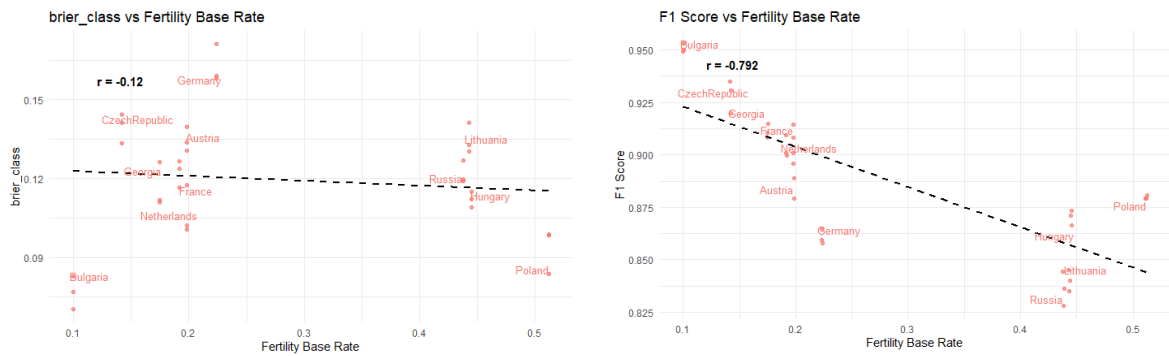 brier_class vs Fertility Base Rate
r = -0.12
Germany
CzechRepublic
Austria
Lithuania
Georgia
Russia
France
Hungary
Netherlands
Bulgaria
Poland
0.15
0.12
0.09
brier_class
0.1 0.2 0.3 0.4 0.5
Fertility Base Rate
F1 Score vs Fertility Base Rate
Bulgaria
r = -0.792
CzechRepublic
Georgia
France
Netherlands
Austria
Poland
Germany
Hungary
Lithuania
Russia
0.950
0.925
0.900
0.875
0.850
0.825
F1 Score
0.1 0.2 0.3 0.4 0.5
Fertility Base Rate